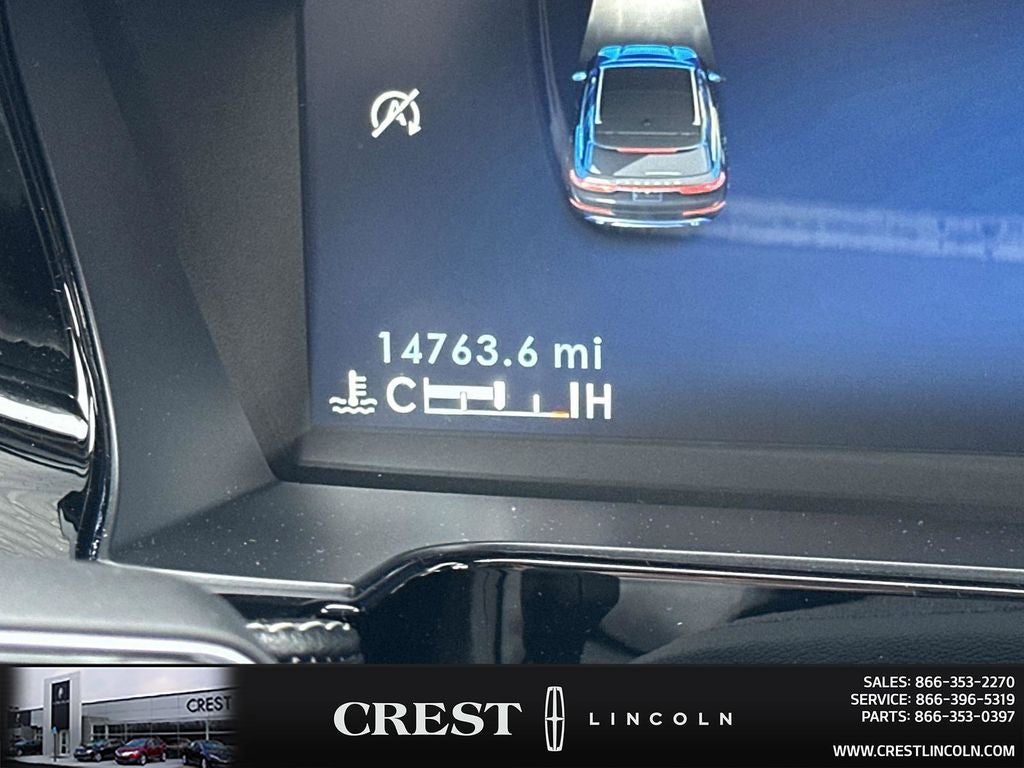 14763.6 mi
C H
CREST
CREST LINCOLN
SALES: 866-353-2270
SERVICE: 866-396-5319
PARTS: 866-353-0397
WWW.CRESTLINCOLN.COM